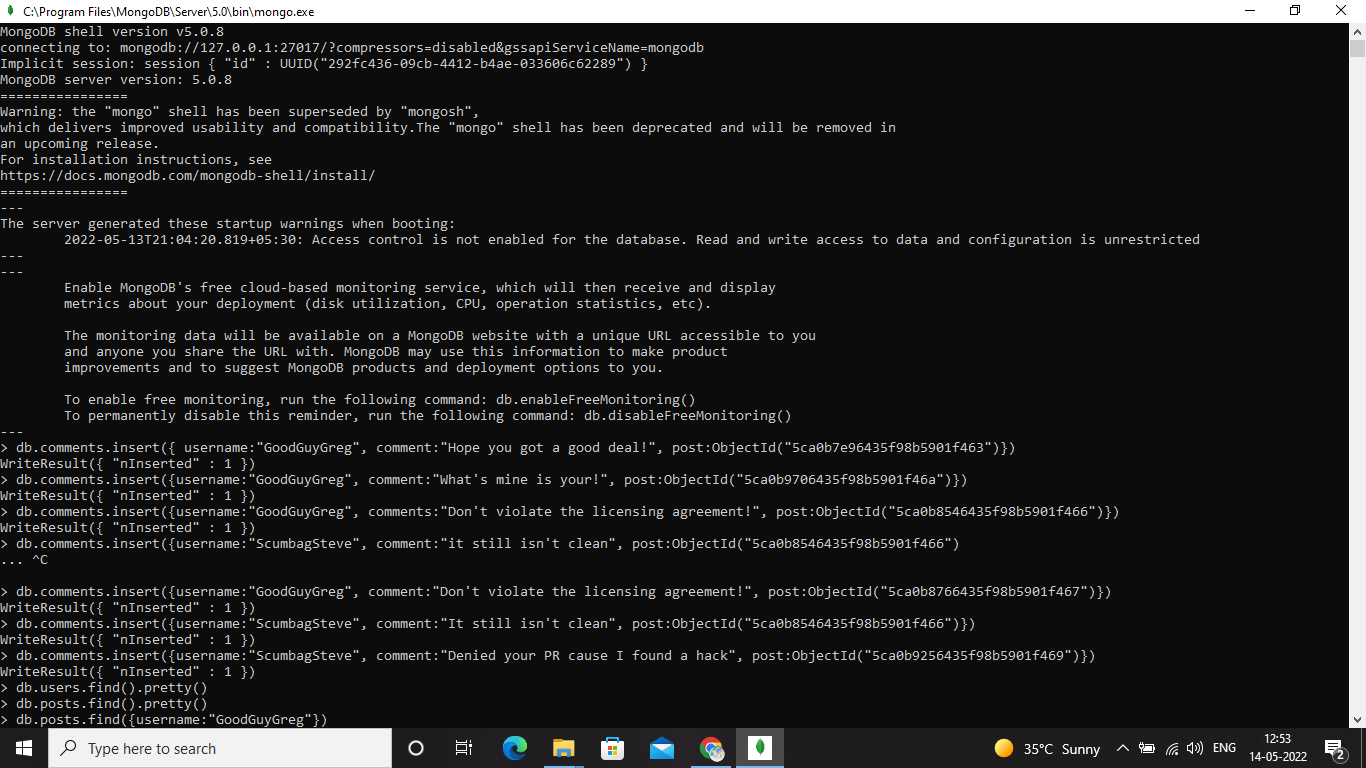 C:\Program Files\MongoDB\Server\5.0\bin\mongo.exe
MongoDB shell version v5.0.8
connecting to: mongodb://127.0.0.1:27017/?compressors=disabled&gssapiServiceName=mongodb
Implicit session: session { "id" : UUID("292fc436-09cb-4412-b4ae-033606c62289") }
MongoDB server version: 5.0.8
================
Warning: the "mongo" shell has been superseded by "mongosh",
which delivers improved usability and compatibility.The "mongo" shell has been deprecated and will be removed in
an upcoming release.
For installation instructions, see
https://docs.mongodb.com/mongodb-shell/install/
================
---
The server generated these startup warnings when booting:
        2022-05-13T21:04:20.819+05:30: Access control is not enabled for the database. Read and write access to data and configuration is unrestricted
---
---
        Enable MongoDB's free cloud-based monitoring service, which will then receive and display
        metrics about your deployment (disk utilization, CPU, operation statistics, etc).
        The monitoring data will be available on a MongoDB website with a unique URL accessible to you
        and anyone you share the URL with. MongoDB may use this information to make product
        improvements and to suggest MongoDB products and deployment options to you.
        To enable free monitoring, run the following command: db.enableFreeMonitoring()
        To permanently disable this reminder, run the following command: db.disableFreeMonitoring()
---
> db.comments.insert({ username:"GoodGuyGreg", comment:"Hope you got a good deal!", post:ObjectId("5ca0b7e96435f98b5901f463")})
WriteResult({ "nInserted" : 1 })
> db.comments.insert({username:"GoodGuyGreg", comment:"What's mine is your!", post:ObjectId("5ca0b9706435f98b5901f46a")})
WriteResult({ "nInserted" : 1 })
> db.comments.insert({username:"GoodGuyGreg", comments:"Don't violate the licensing agreement!", post:ObjectId("5ca0b8546435f98b5901f466")})
WriteResult({ "nInserted" : 1 })
> db.comments.insert({username:"ScumbagSteve", comment:"it still isn't clean", post:ObjectId("5ca0b8546435f98b5901f466")
... ^C
> db.comments.insert({username:"GoodGuyGreg", comment:"Don't violate the licensing agreement!", post:ObjectId("5ca0b8766435f98b5901f467")})
WriteResult({ "nInserted" : 1 })
> db.comments.insert({username:"ScumbagSteve", comment:"It still isn't clean", post:ObjectId("5ca0b8546435f98b5901f466")})
WriteResult({ "nInserted" : 1 })
> db.comments.insert({username:"ScumbagSteve", comment:"Denied your PR cause I found a hack", post:ObjectId("5ca0b9256435f98b5901f469")})
WriteResult({ "nInserted" : 1 })
> db.users.find().pretty()
> db.posts.find().pretty()
> db.posts.find({username:"GoodGuyGreg"})
Type here to search
35°C Sunny
ENG
12:53
14-05-2022
2